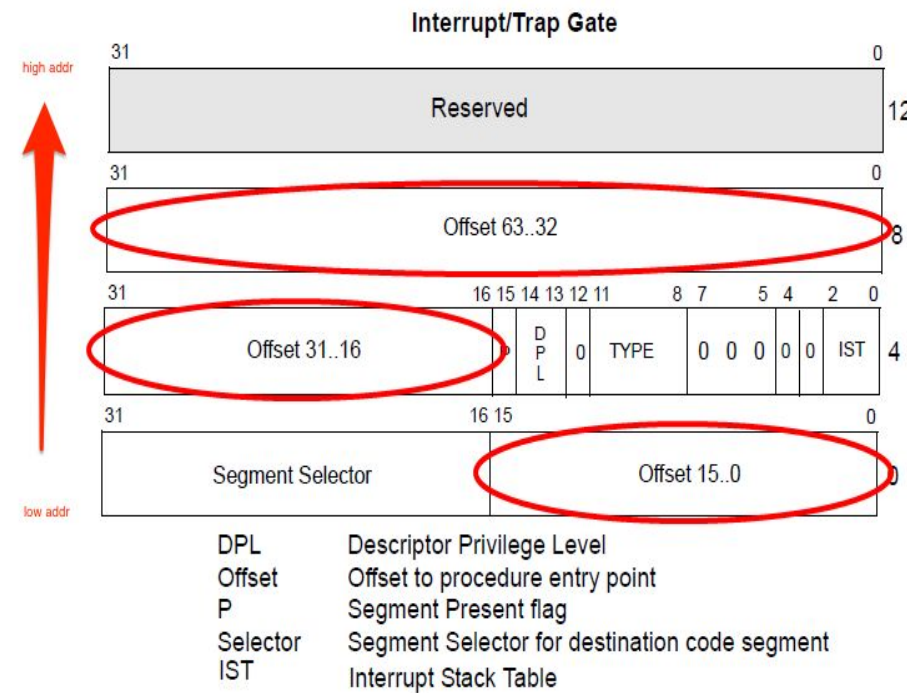 Interrupt/Trap Gate
31 0
high addr
Reserved 12
31 0
Offset 63..32 8
31 16 15 14 13 12 11 8 7 5 4 2 0
Offset 31..16 P D P L 0 TYPE 0 0 0 0 0 IST 4
31 16 15 0
Segment Selector Offset 15..0 0
low addr
DPL Descriptor Privilege Level
Offset Offset to procedure entry point
P Segment Present flag
Selector Segment Selector for destination code segment
IST Interrupt Stack Table